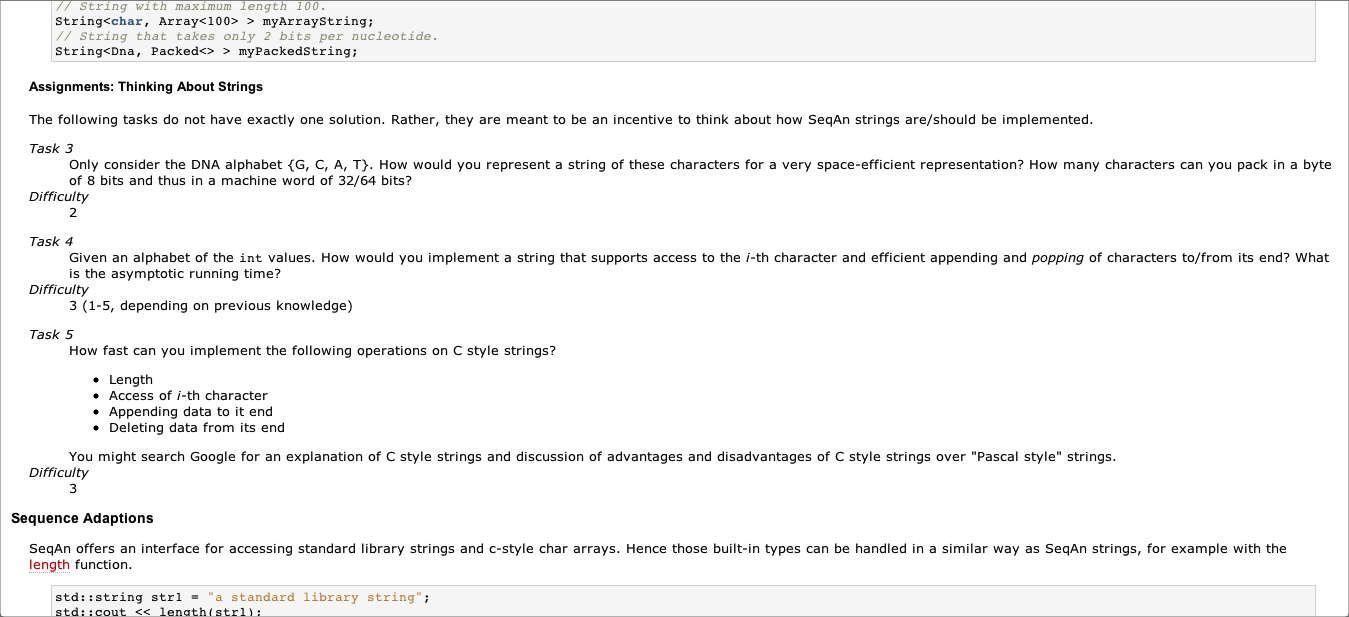 // String with maximum length 100.
String<char, Array<100> > myArrayString;
// String that takes only 2 bits per nucleotide.
String<Dna, Packed<> > myPackedString;
Assignments: Thinking About Strings
The following tasks do not have exactly one solution. Rather, they are meant to be an incentive to think about how SeqAn strings are/should be implemented.
Task 3
Only consider the DNA alphabet {G, C, A, T}. How would you represent a string of these characters for a very space-efficient representation? How many characters can you pack in a byte
of 8 bits and thus in a machine word of 32/64 bits?
Difficulty
2
Task 4
Given an alphabet of the int values. How would you implement a string that supports access to the i-th character and efficient appending and popping of characters to/from its end? What
is the asymptotic running time?
Difficulty
3 (1-5, depending on previous knowledge)
Task 5
How fast can you implement the following operations on C style strings?
• Length
• Access of i-th character
• Appending data to it end
• Deleting data from its end
You might search Google for an explanation of C style strings and discussion of advantages and disadvantages of C style strings over "Pascal style" strings.
Difficulty
3
Sequence Adaptions
SeqAn offers an interface for accessing standard library strings and c-style char arrays. Hence those built-in types can be handled in a similar way as SeqAn strings, for example with the
length function.
std::string str1 = "a standard library string";
std::cout << length(str1);